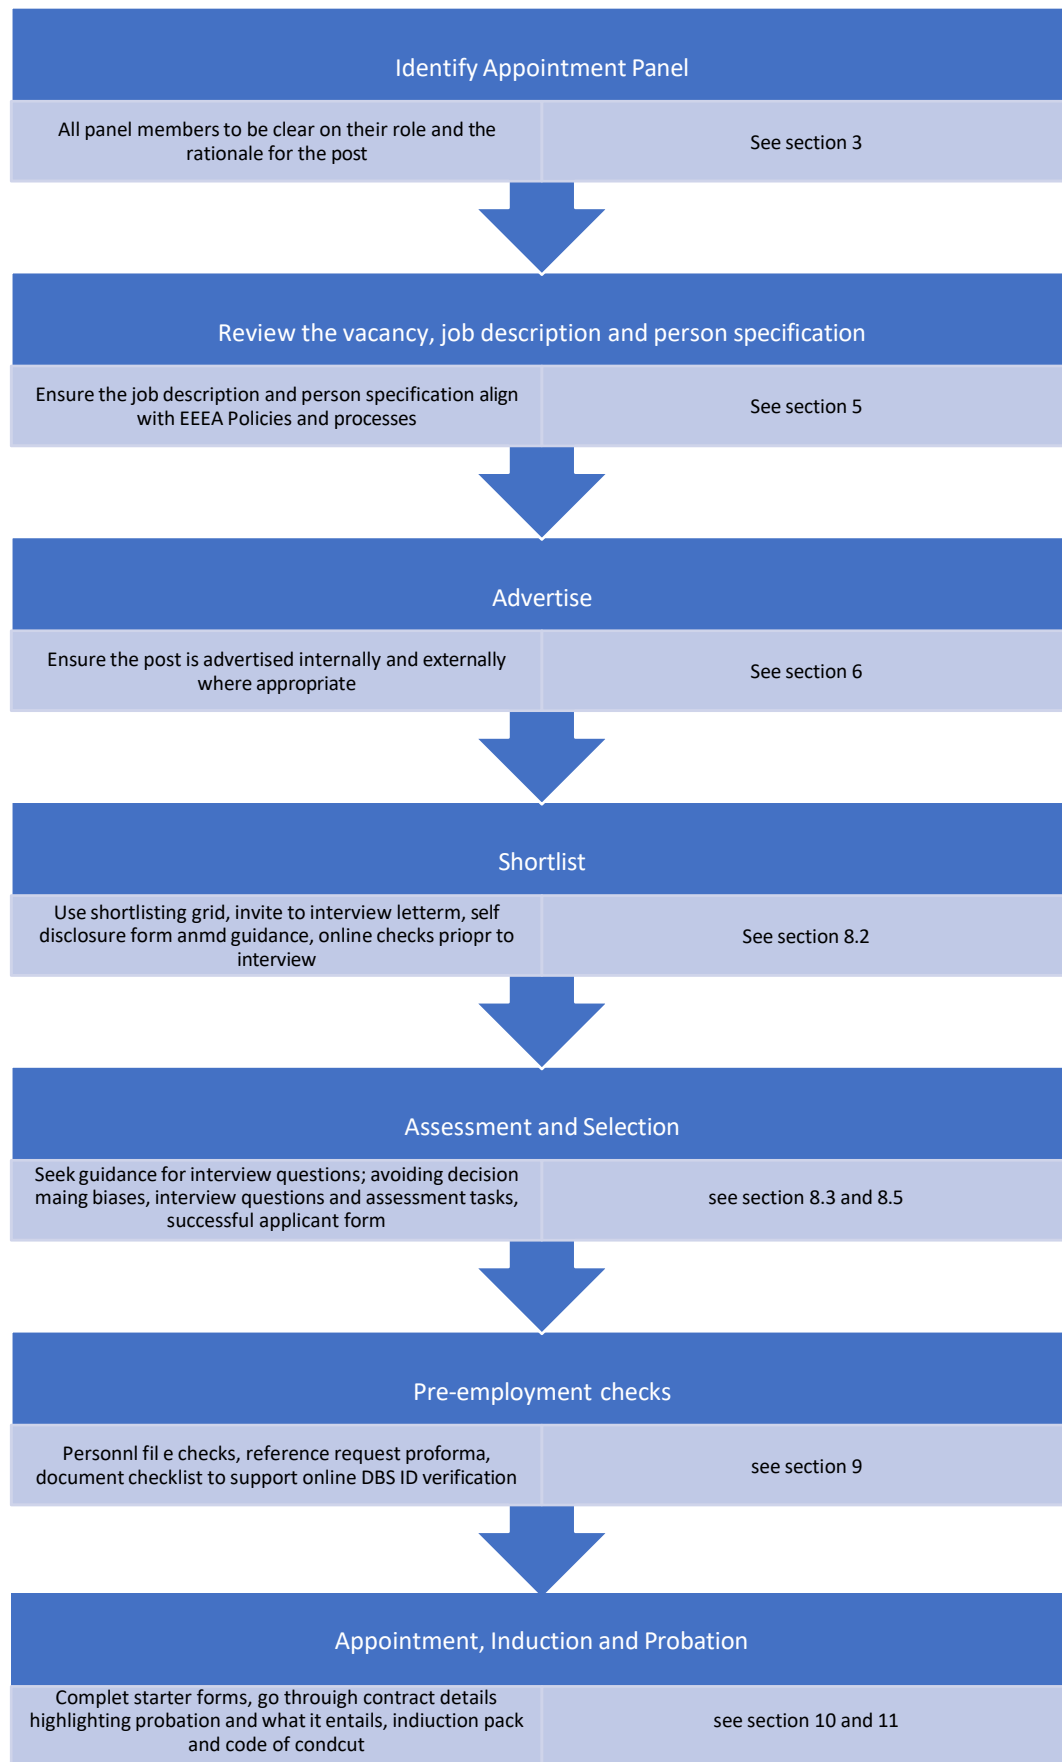 Identify Appointment Panel
All panel members to be clear on their role and the
rationale for the post
See section 3
Review the vacancy, job description and person specification
Ensure the job description and person specification align
with EEEA Policies and processes
See section 5
Advertise
Ensure the post is advertised internally and externally
where appropriate
See section 6
Shortlist
Use shortlisting grid, invite to interview letterm, self
disclosure form anmd guidance, online checks priopr to
interview
See section 8.2
Assessment and Selection
Seek guidance for interview questions; avoiding decision
maing biases, interview questions and assessment tasks,
successful applicant form
see section 8.3 and 8.5
Pre-employment checks
Personnl fil e checks, reference request proforma,
document checklist to support online DBS ID verification
see section 9
Appointment, Induction and Probation
Complet starter forms, go througih contract details
highlighting probation and what it entails, indiuction pack
and code of condcut
see section 10 and 11